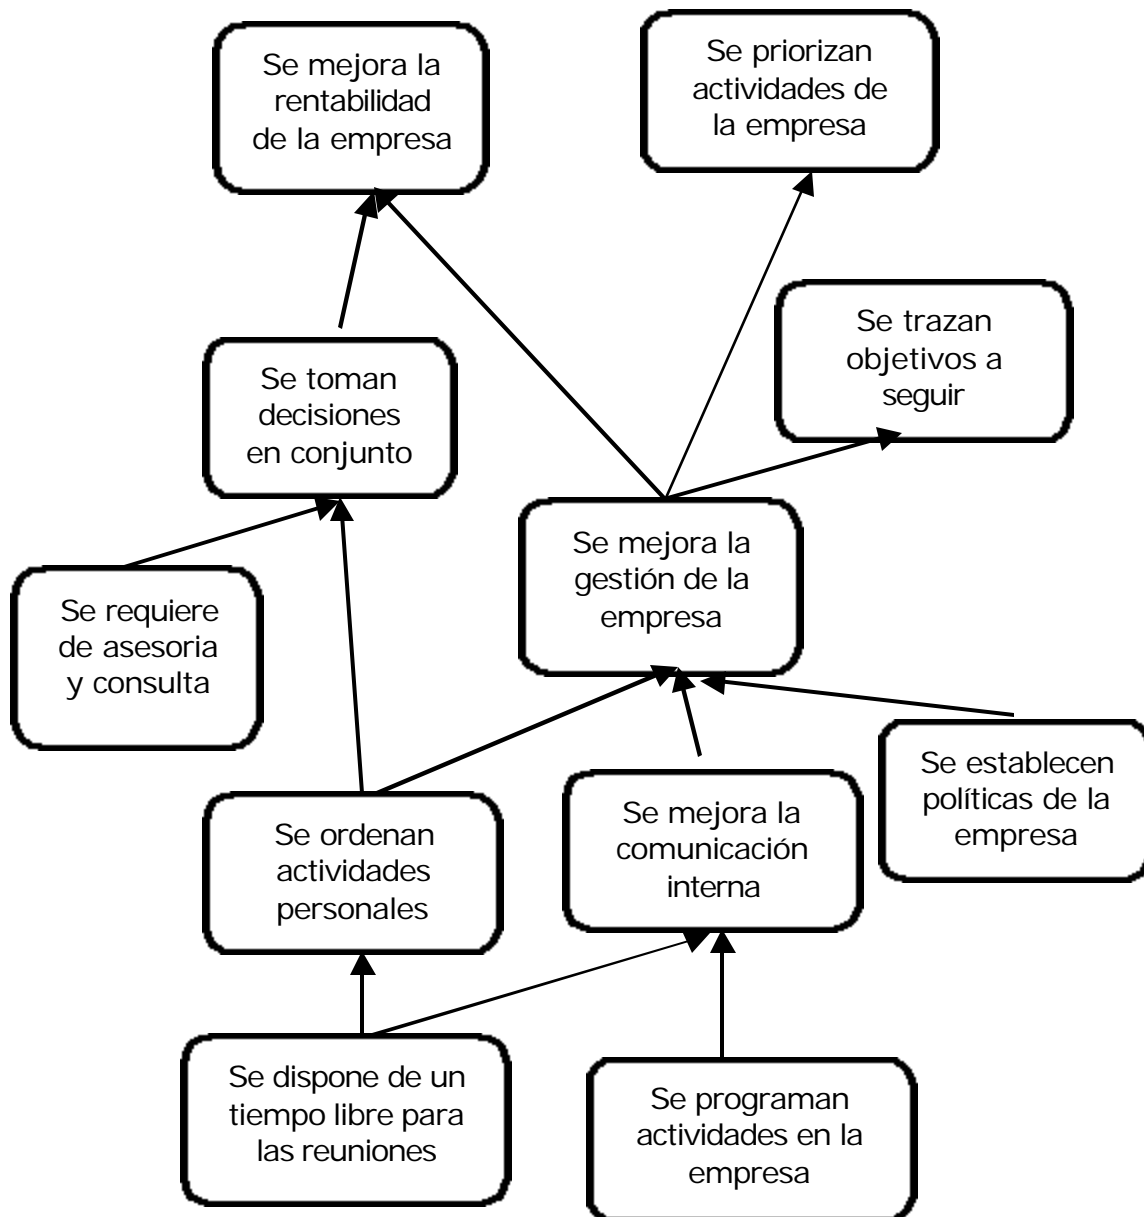 Se mejora la
rentabilidad
de la empresa
Se priorizan
actividades de
la empresa
Se trazan
objetivos a
seguir
Se toman
decisiones
en conjunto
Se mejora la
gestión de la
empresa
Se requiere
de asesoria
y consulta
Se establecen
políticas de la
empresa
Se ordenan
actividades
personales
Se mejora la
comunicación
interna
Se dispone de un
tiempo libre para
las reuniones
Se programan
actividades en la
empresa